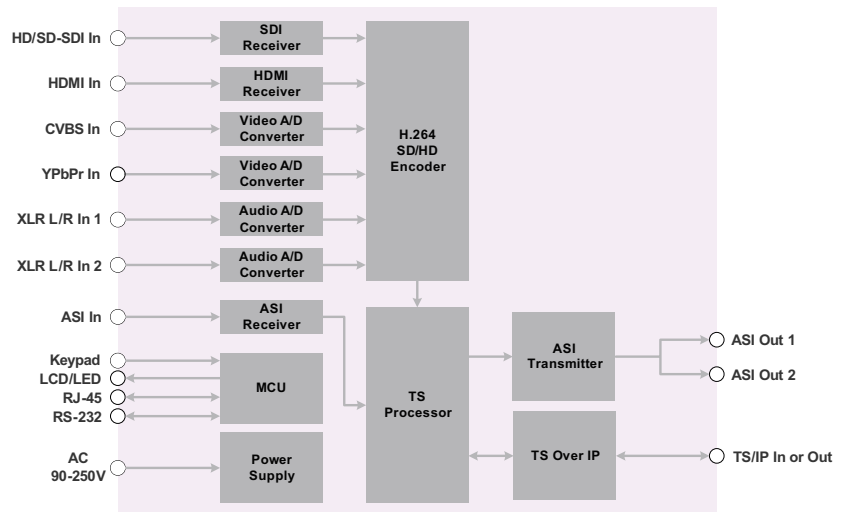 HD/SD-SDI In
SDI
Receiver
HDMI In
HDMI
Receiver
CVBS In
Video A/D
Converter
YPbPr In
Video A/D
Converter
XLR L/R In 1
Audio A/D
Converter
XLR L/R In 2
Audio A/D
Converter
H.264
SD/HD
Encoder
ASI In
ASI
Receiver
Keypad
LCD/LED
RJ-45
RS-232
MCU
AC
90-250V
Power
Supply
TS
Processor
ASI
Transmitter
ASI Out 1
ASI Out 2
TS Over IP
TS/IP In or Out